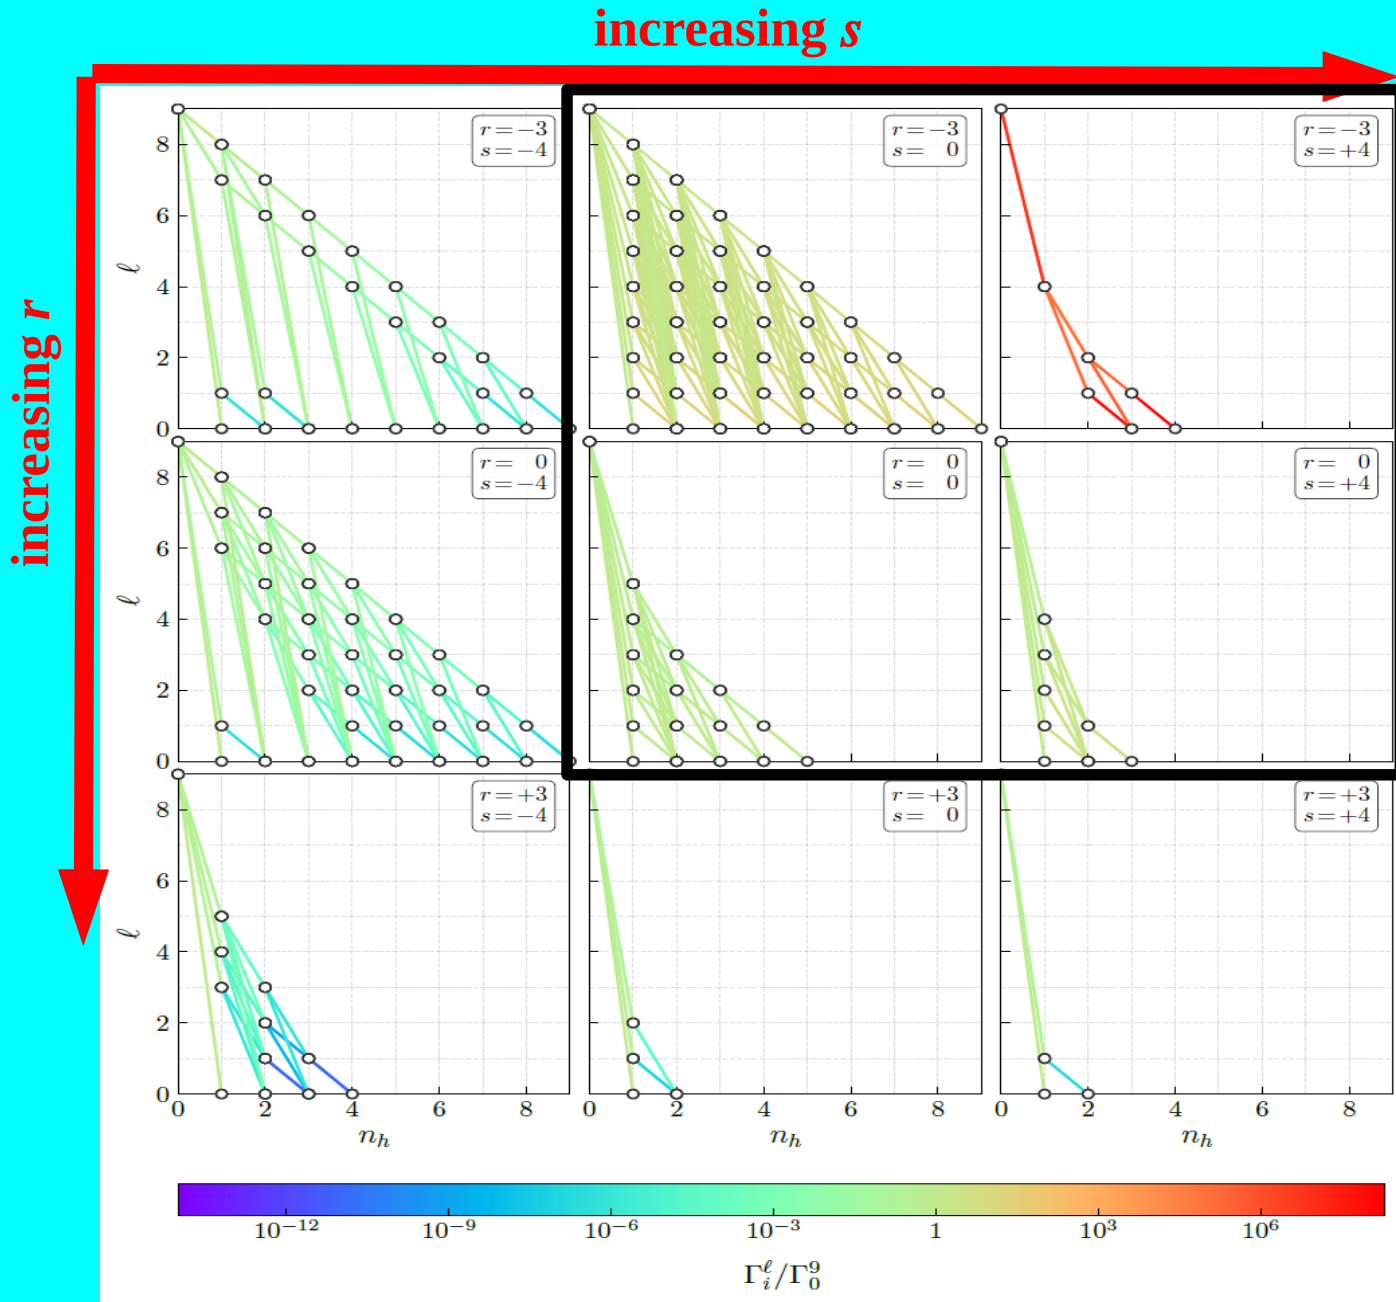 increasing s
increasing r
8
6
4
2
0
ℓ
r = −3
s = −4
r = −3
s = 0
r = −3
s = +4
8
6
4
2
0
ℓ
r = 0
s = −4
r = 0
s = 0
r = 0
s = +4
8
6
4
2
0
ℓ
r = +3
s = −4
r = +3
s = 0
r = +3
s = +4
0 2 4 6 8
0 2 4 6 8
0 2 4 6 8
n_h
n_h
n_h
10^{−12} 10^{−9} 10^{−6} 10^{−3} 1 10^{3} 10^{6}
Γ_i^ℓ/Γ_0^9